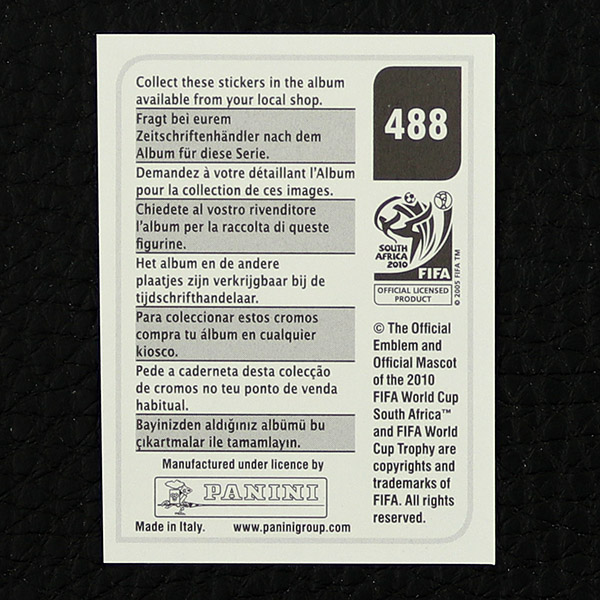 Collect these stickers in the album
available from your local shop.
Fragt bei eurem
Zeitschriftenhändler nach dem
Album für diese Serie.
Demandez à votre détaillant l'Album
pour la collection de ces images.
Chiedete al vostro rivenditore
l'album per la raccolta di queste
figurine.
Het album en de andere
plaatjes zijn verkrijgbaar bij de
tijdschrifthandelaar.
Para coleccionar estos cromos
compra tu álbum en cualquier
kiosco.
Pede a caderneta desta colecção
de cromos no teu ponto de venda
habitual.
Bayinizden aldığınız albümü bu
çıkartmalar ile tamamlayın.
Manufactured under licence by
PANINI
Made in Italy. www.paninigroup.com
488
SOUTH
AFRICA
2010
FIFA
OFFICIAL LICENSED
PRODUCT
© 2005 FIFA TM
© The Official
Emblem and
Official Mascot
of the 2010
FIFA World Cup
South Africa™
and FIFA World
Cup Trophy are
copyrights and
trademarks of
FIFA. All rights
reserved.